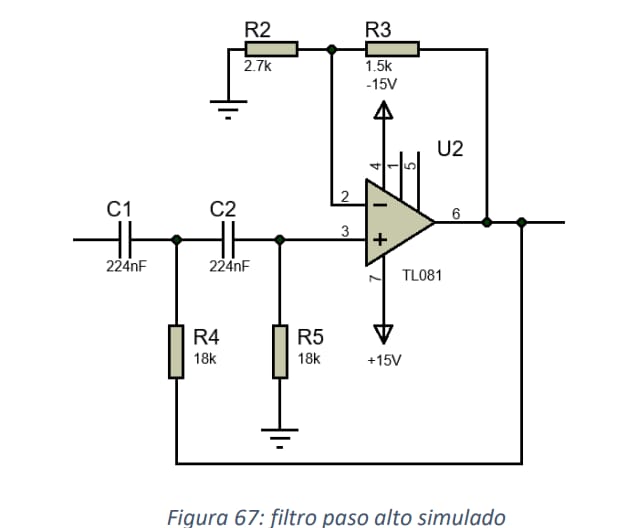 R2
2.7k
R3
1.5k
-15V
U2
4
1
5
2
3
6
7
TL081
+15V
C1
224nF
C2
224nF
R4
18k
R5
18k
Figura 67: filtro paso alto simulado